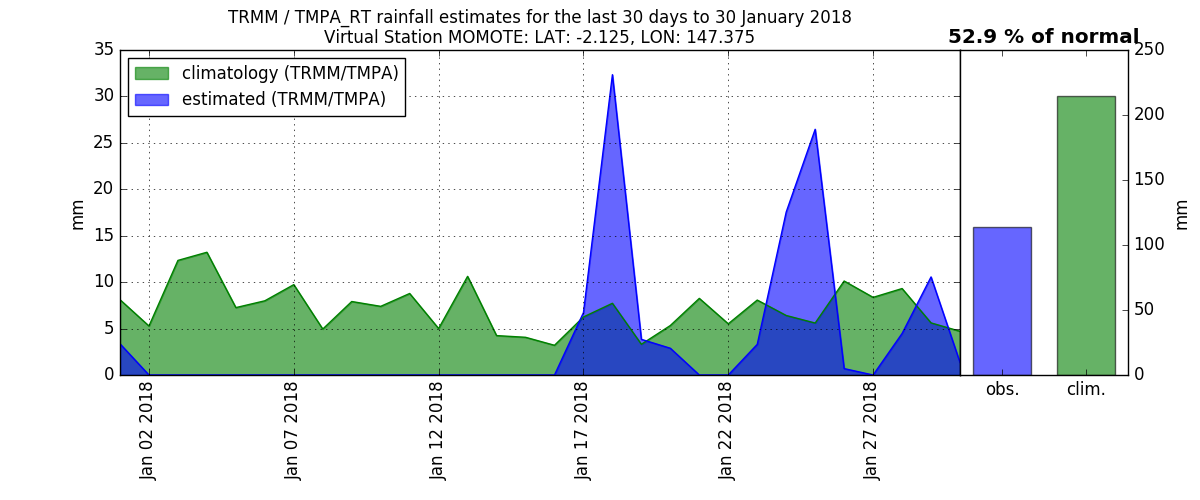 TRMM / TMPA_RT rainfall estimates for the last 30 days to 30 January 2018
Virtual Station MOMOTE: LAT: -2.125, LON: 147.375
52.9 % of normal
climatology (TRMM/TMPA)
estimated (TRMM/TMPA)
35
30
25
20
15
10
5
0
mm
Jan 02 2018
Jan 07 2018
Jan 12 2018
Jan 17 2018
Jan 22 2018
Jan 27 2018
250
200
150
100
50
0
mm
obs.
clim.